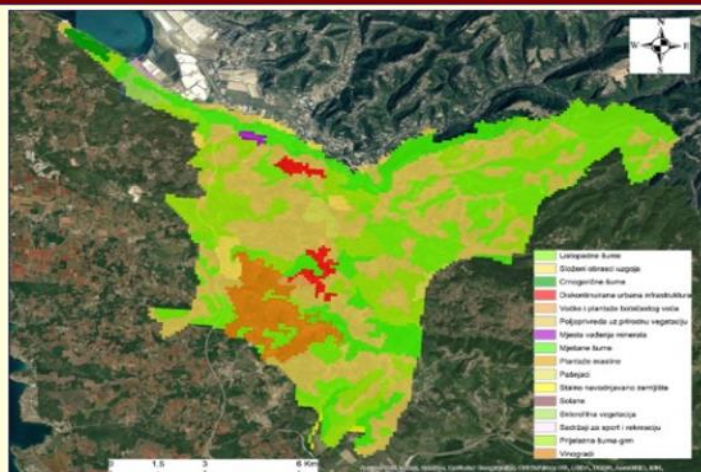 N
W E
S
Listopadne šume
Složeni obrasci uzgoja
Crnogorične šume
Diskontinuirana urbana infrastruktura
Voćke i plantaže bobičastog voća
Poljoprivreda uz prirodnu vegetaciju
Mjesta vađenja minerala
Mješane šume
Plantaže maslina
Pašnjaci
Stalno navodnjavano zemljište
Solane
Sklerofilna vegetacija
Sadržaji za sport i rekreaciju
Prijelazna šuma-grm
Vinogradi
0 1.5 3 6 Km